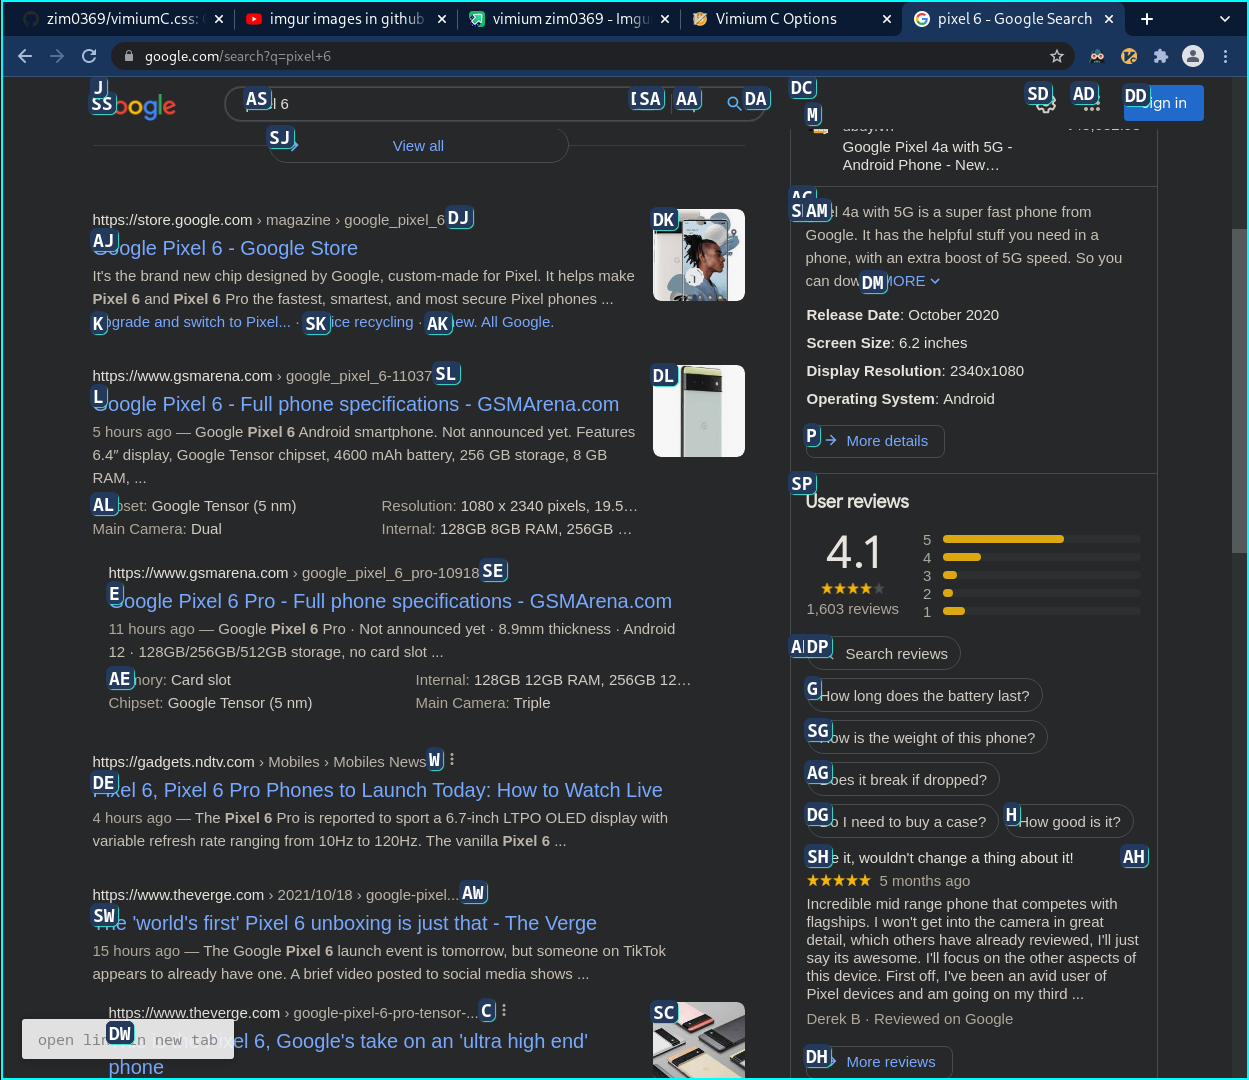 zim0369/vimiumC.css:
imgur images in github
vimium zim0369 - Imgu
Vimium C Options
pixel 6 - Google Search
google.com/search?q=pixel+6
J
SS
oogle
AS
l 6
SA
AA
DA
DC
M
SD
AD
DD
ign in
SJ
View all
Google Pixel 4a with 5G -
Android Phone - New…
https://store.google.com › magazine › google_pixel_6
DJ
AJ
oogle Pixel 6 - Google Store
It's the brand new chip designed by Google, custom-made for Pixel. It helps make
Pixel 6 and Pixel 6 Pro the fastest, smartest, and most secure Pixel phones ...
K
pgrade and switch to Pixel... ·
SK
ice recycling ·
AK
ew. All Google.
DK
https://www.gsmarena.com › google_pixel_6-11037
SL
L
Google Pixel 6 - Full phone specifications - GSMArena.com
5 hours ago — Google Pixel 6 Android smartphone. Not announced yet. Features
6.4″ display, Google Tensor chipset, 4600 mAh battery, 256 GB storage, 8 GB
RAM, ...
AL
pset: Google Tensor (5 nm)
Resolution: 1080 x 2340 pixels, 19.5…
Main Camera: Dual
Internal: 128GB 8GB RAM, 256GB …
DL
https://www.gsmarena.com › google_pixel_6_pro-10918
SE
E
Google Pixel 6 Pro - Full phone specifications - GSMArena.com
11 hours ago — Google Pixel 6 Pro · Not announced yet · 8.9mm thickness · Android
12 · 128GB/256GB/512GB storage, no card slot ...
AE
nory: Card slot
Internal: 128GB 12GB RAM, 256GB 12…
Chipset: Google Tensor (5 nm)
Main Camera: Triple
https://gadgets.ndtv.com › Mobiles › Mobiles News
W
DE
Pixel 6, Pixel 6 Pro Phones to Launch Today: How to Watch Live
4 hours ago — The Pixel 6 Pro is reported to sport a 6.7-inch LTPO OLED display with
variable refresh rate ranging from 10Hz to 120Hz. The vanilla Pixel 6 ...
https://www.theverge.com › 2021/10/18 › google-pixel...
AW
SW
The 'world's first' Pixel 6 unboxing is just that - The Verge
15 hours ago — The Google Pixel 6 launch event is tomorrow, but someone on TikTok
appears to already have one. A brief video posted to social media shows ...
https://www.theverge.com › google-pixel-6-pro-tensor-...
C
SC
DW
open link in new tab
el 6, Google's take on an 'ultra high end'
phone
AM
el 4a with 5G is a super fast phone from
Google. It has the helpful stuff you need in a
phone, with an extra boost of 5G speed. So you
can dow
DM
MORE
Release Date: October 2020
Screen Size: 6.2 inches
Display Resolution: 2340x1080
Operating System: Android
P
More details
SP
User reviews
4.1
1,603 reviews
5
4
3
2
1
DP
Search reviews
G
How long does the battery last?
SG
How is the weight of this phone?
AG
Does it break if dropped?
DG
Do I need to buy a case?
H
How good is it?
SH
e it, wouldn't change a thing about it!
AH
5 months ago
Incredible mid range phone that competes with
flagships. I won't get into the camera in great
detail, which others have already reviewed, I'll just
say its awesome. I'll focus on the other aspects of
this device. First off, I've been an avid user of
Pixel devices and am going on my third ...
Derek B · Reviewed on Google
DH
More reviews